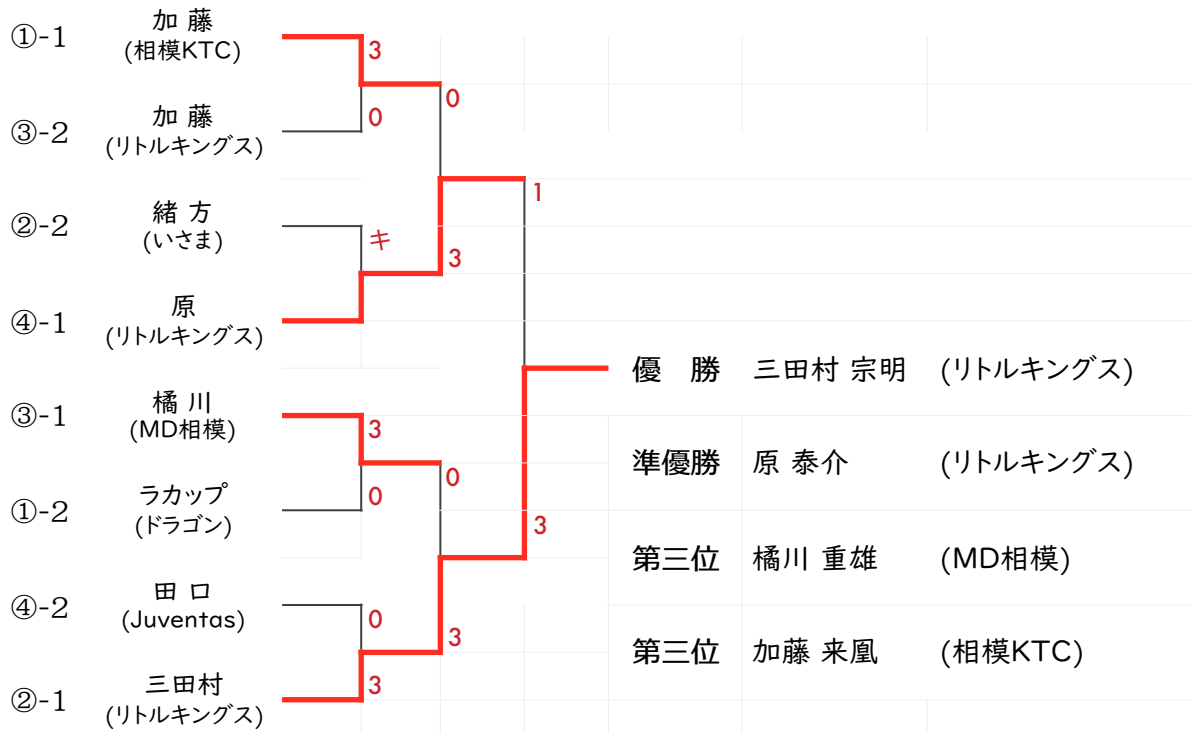 ①-1 加 藤
(相模KTC)
3
0
③-2 加 藤
(リトルキングス)
0
②-2 緒 方
(いさま)
キ
1
3
④-1 原
(リトルキングス)
優 勝 三田村 宗明 (リトルキングス)
③-1 橘 川
(MD相模)
3
0
準優勝 原 泰介 (リトルキングス)
①-2 ラカップ
(ドラゴン)
0
3
第三位 橘川 重雄 (MD相模)
④-2 田 口
(Juventas)
0
3
第三位 加藤 来凰 (相模KTC)
②-1 三田村
(リトルキングス)
3